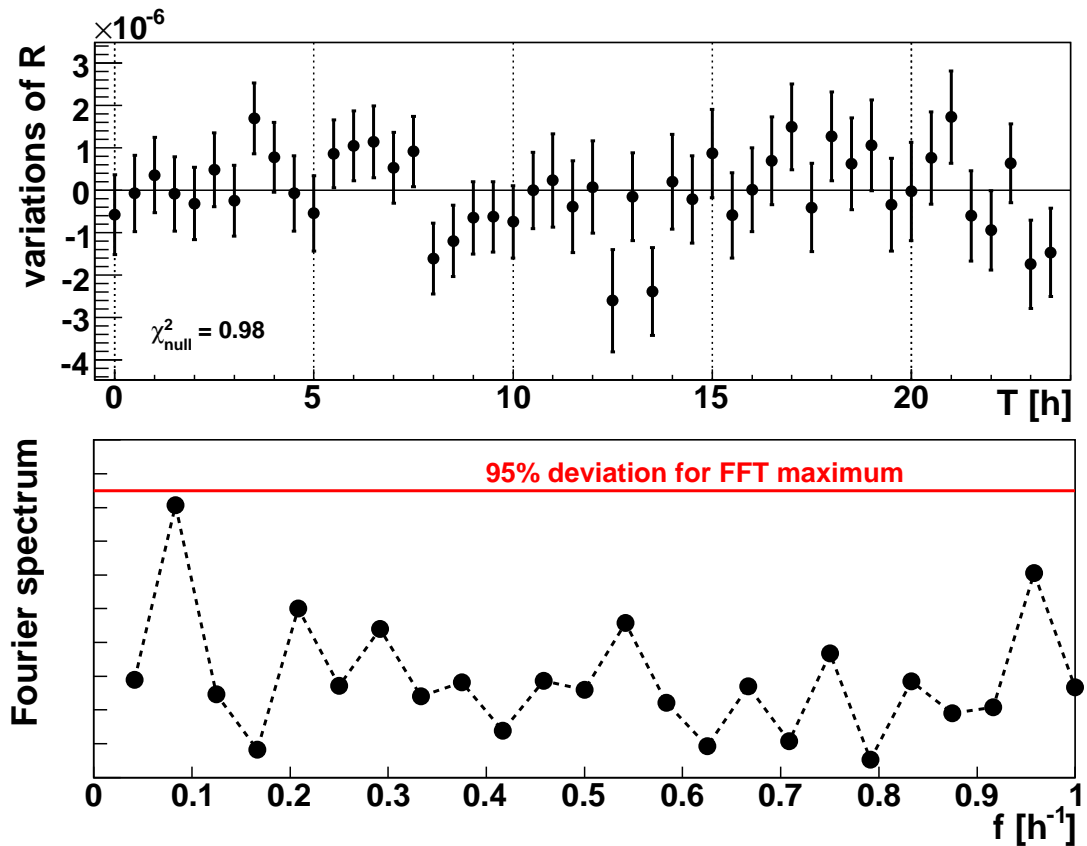 ×10⁻⁶
variations of R
3
2
1
0
-1
-2
-3
-4
χ²null = 0.98
0 5 10 15 20 T [h]
Fourier spectrum
95% deviation for FFT maximum
0 0.1 0.2 0.3 0.4 0.5 0.6 0.7 0.8 0.9 1
f [h⁻¹]